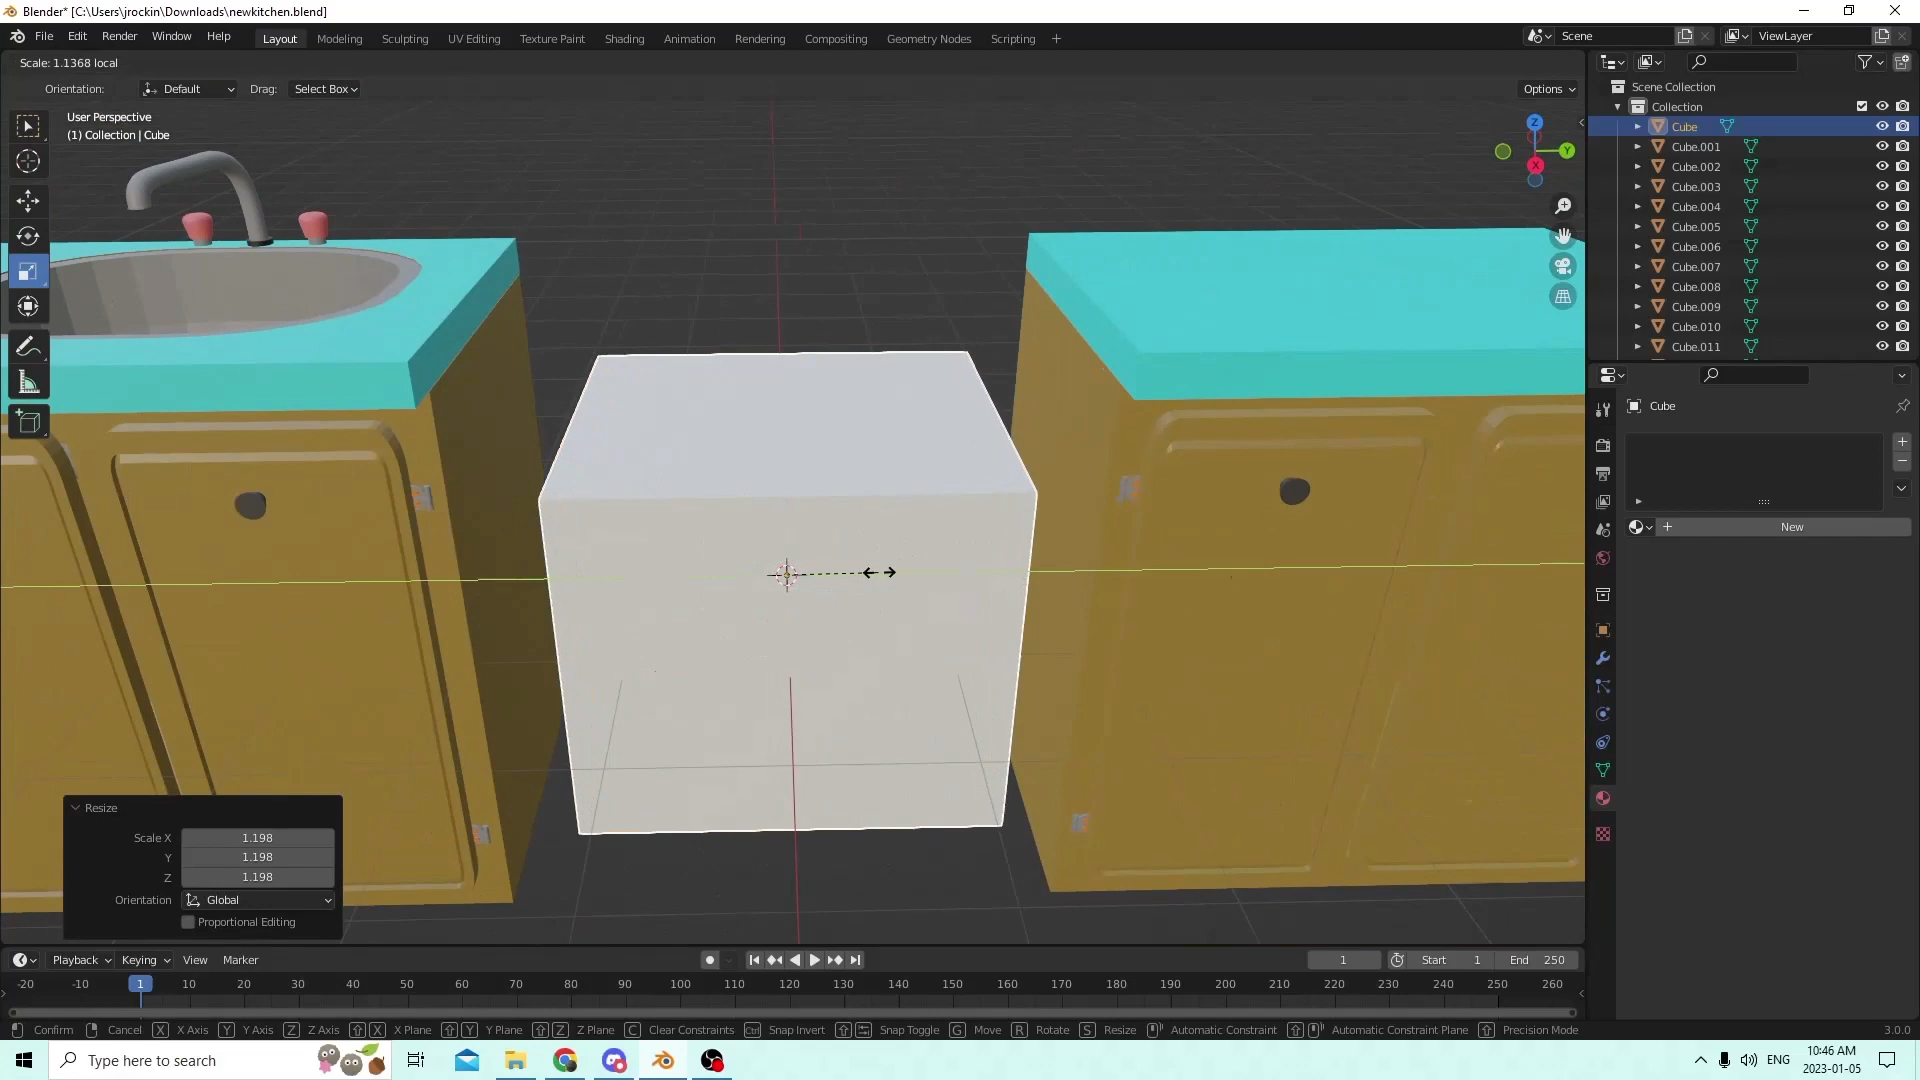 Blender* [C:\Users\jrockin\Downloads\newkitchen.blend]
File Edit Render Window Help Layout Modeling Sculpting UV Editing Texture Paint Shading Animation Rendering Compositing Geometry Nodes Scripting + Scene ViewLayer
Scale: 1.1368 local
Orientation: Default Drag: Select Box Options
User Perspective
(1) Collection | Cube
Z
Y
X
Scene Collection
Collection
Cube
Cube.001
Cube.002
Cube.003
Cube.004
Cube.005
Cube.006
Cube.007
Cube.008
Cube.009
Cube.010
Cube.011
Cube
New
Resize
Scale X 1.198
Y 1.198
Z 1.198
Orientation Global
Proportional Editing
Playback Keying View Marker 1 Start 1 End 250
-20 -10 1 10 20 30 40 50 60 70 80 90 100 110 120 130 140 150 160 170 180 190 200 210 220 230 240 250 260
Confirm Cancel X X Axis Y Y Axis Z Z Axis X X Plane Y Y Plane Z Z Plane C Clear Constraints Ctrl Snap Invert Snap Toggle G Move R Rotate S Resize Automatic Constraint Automatic Constraint Plane Precision Mode 3.0.0
Type here to search ENG 10:46 AM
2023-01-05